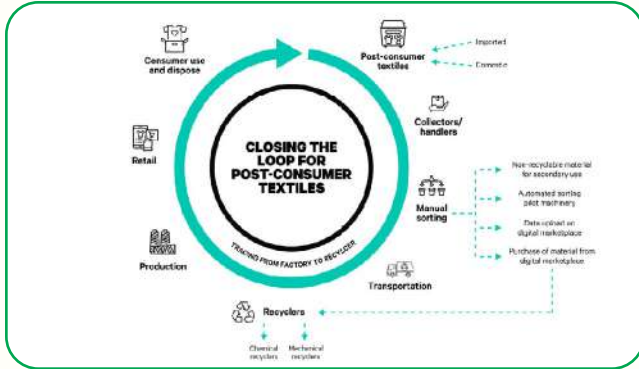 Consumer use
and dispose
Post-consumer
textiles
Imported
Domestic
Collectors/
handlers
Retail
CLOSING THE
LOOP FOR
POST-CONSUMER
TEXTILES
Non-recyclable material
for secondary use
Automated sorting
pilot machinery
Manual
sorting
Data upload on
digital marketplace
Purchase of material from
digital marketplace
TRACING FROM FACTORY TO RECYCLER
Production
Transportation
Recyclers
Chemical
recyclers
Mechanical
recyclers